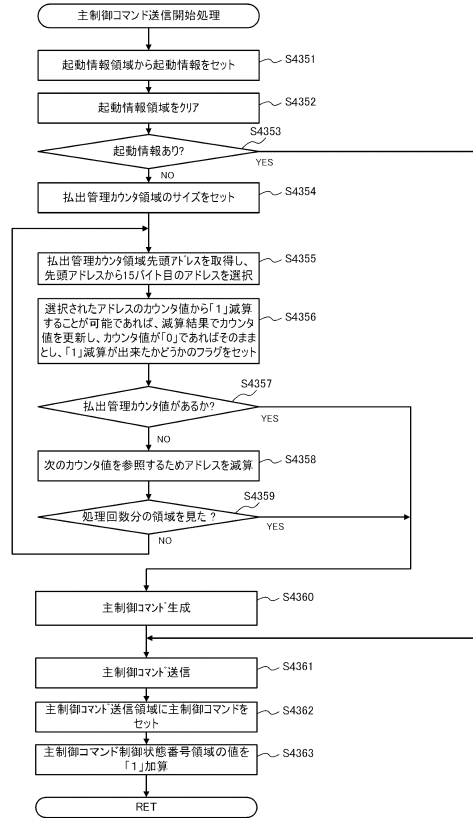 主制御コマンド送信開始処理
起動情報領域から起動情報をセット
S4351
起動情報領域をクリア
S4352
起動情報あり?
S4353
YES
NO
払出管理カウンタ領域のサイズをセット
S4354
払出管理カウンタ領域先頭アドレスを取得し、
先頭アドレスから15バイト目のアドレスを選択
S4355
選択されたアドレスのカウンタ値から「1」減算
することが可能であれば、減算結果でカウンタ
値を更新し、カウンタ値が「0」であればそのまま
とし、「1」減算が出来たかどうかのフラグをセット
S4356
払出管理カウンタ値があるか?
S4357
YES
NO
次のカウンタ値を参照するためアドレスを減算
S4358
処理回数分の領域を見た?
S4359
YES
NO
主制御コマンド生成
S4360
主制御コマンド送信
S4361
主制御コマンド送信領域に主制御コマンドを
セット
S4362
主制御コマンド制御状態番号領域の値を
「1」加算
S4363
RET